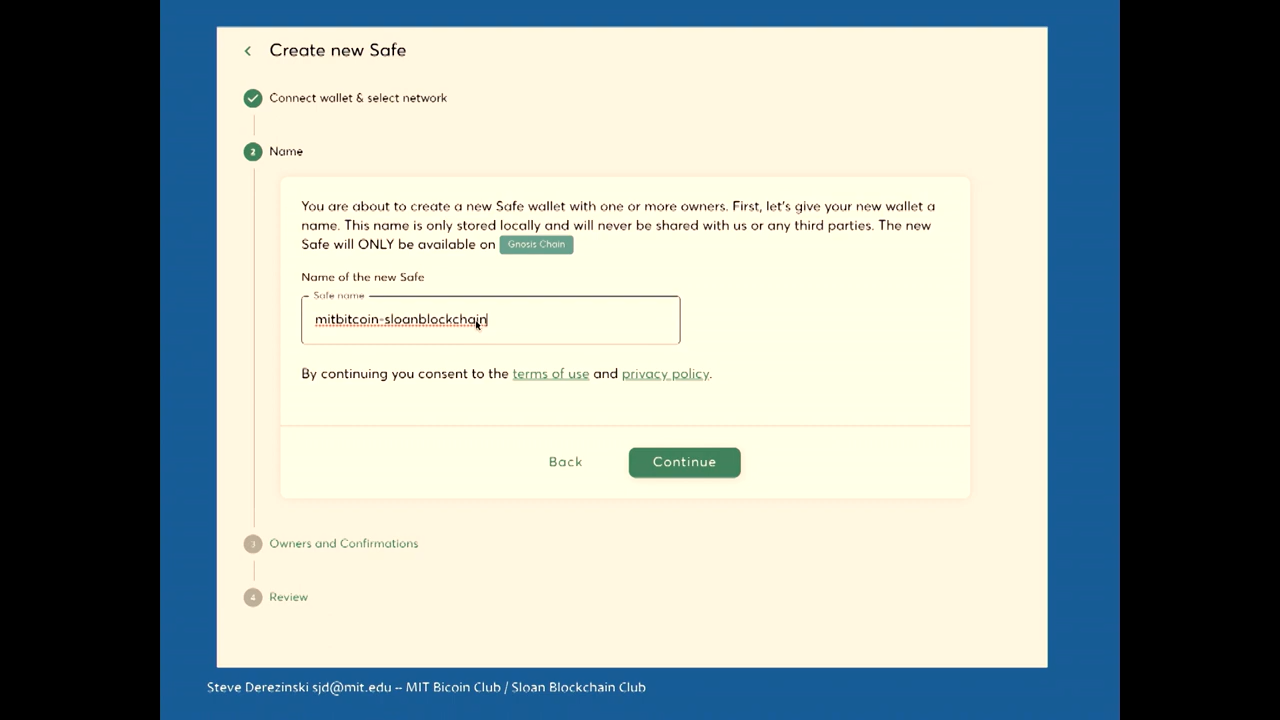 Create new Safe
Connect wallet & select network
2 Name
You are about to create a new Safe wallet with one or more owners. First, let's give your new wallet a
name. This name is only stored locally and will never be shared with us or any third parties. The new
Safe will ONLY be available on Gnosis Chain
Name of the new Safe
Safe name
mitbitcoin-sloanblockchain
By continuing you consent to the terms of use and privacy policy.
Back Continue
3 Owners and Confirmations
4 Review
Steve Derezinski sjd@mit.edu -- MIT Bicoin Club / Sloan Blockchain Club